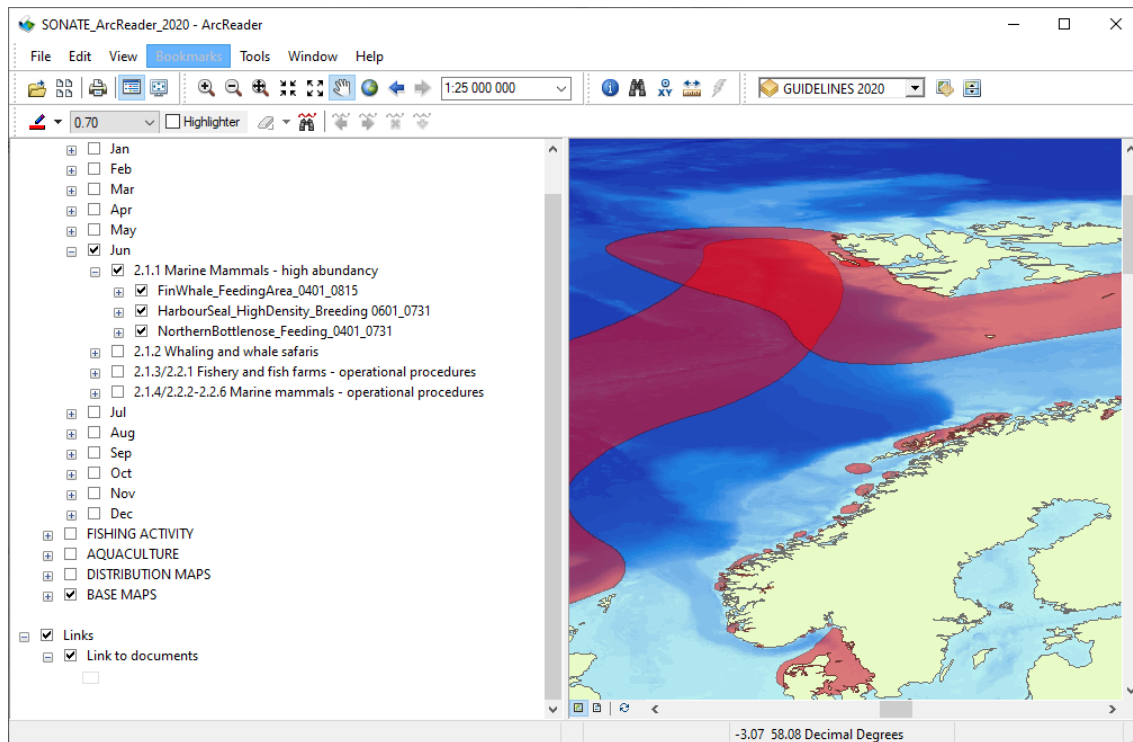 SONATE_ArcReader_2020 - ArcReader
File Edit View Bookmarks Tools Window Help
1:25 000 000 XY GUIDELINES 2020
0.70 Highlighter
Jan
Feb
Mar
Apr
May
Jun
2.1.1 Marine Mammals - high abundancy
FinWhale_FeedingArea_0401_0815
HarbourSeal_HighDensity_Breeding 0601_0731
NorthernBottlenose_Feeding_0401_0731
2.1.2 Whaling and whale safaris
2.1.3/2.2.1 Fishery and fish farms - operational procedures
2.1.4/2.2.2-2.2.6 Marine mammals - operational procedures
Jul
Aug
Sep
Oct
Nov
Dec
FISHING ACTIVITY
AQUACULTURE
DISTRIBUTION MAPS
BASE MAPS
Links
Link to documents
-3.07 58.08 Decimal Degrees